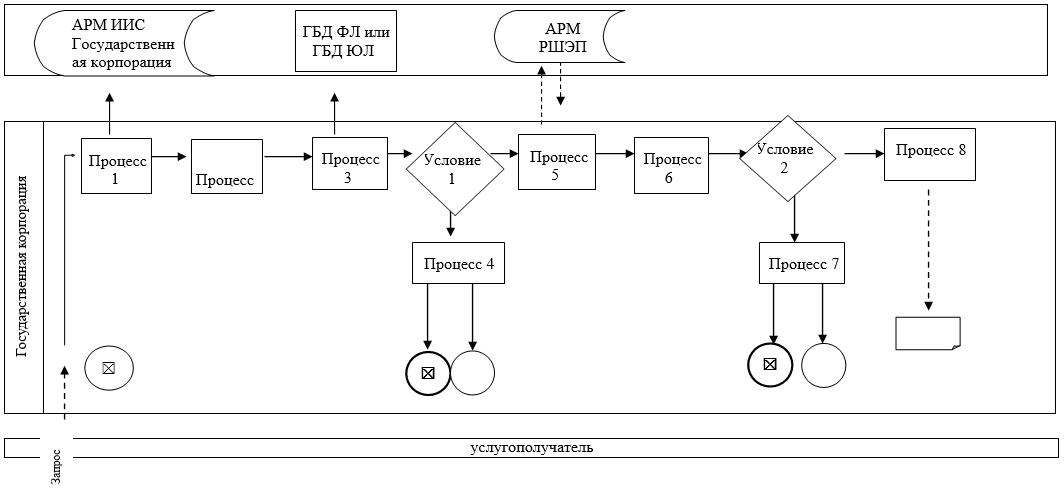 АРМ ИИС
Государственн
ая корпорация
ГБД ФЛ или
ГБД ЮЛ
АРМ
РШЭП
Государственная корпорация
Процесс
1
Процесс
Процесс
3
Условие
1
Процесс
5
Процесс
6
Условие
2
Процесс 8
Процесс 4
Процесс 7
услугополучатель
Запрос